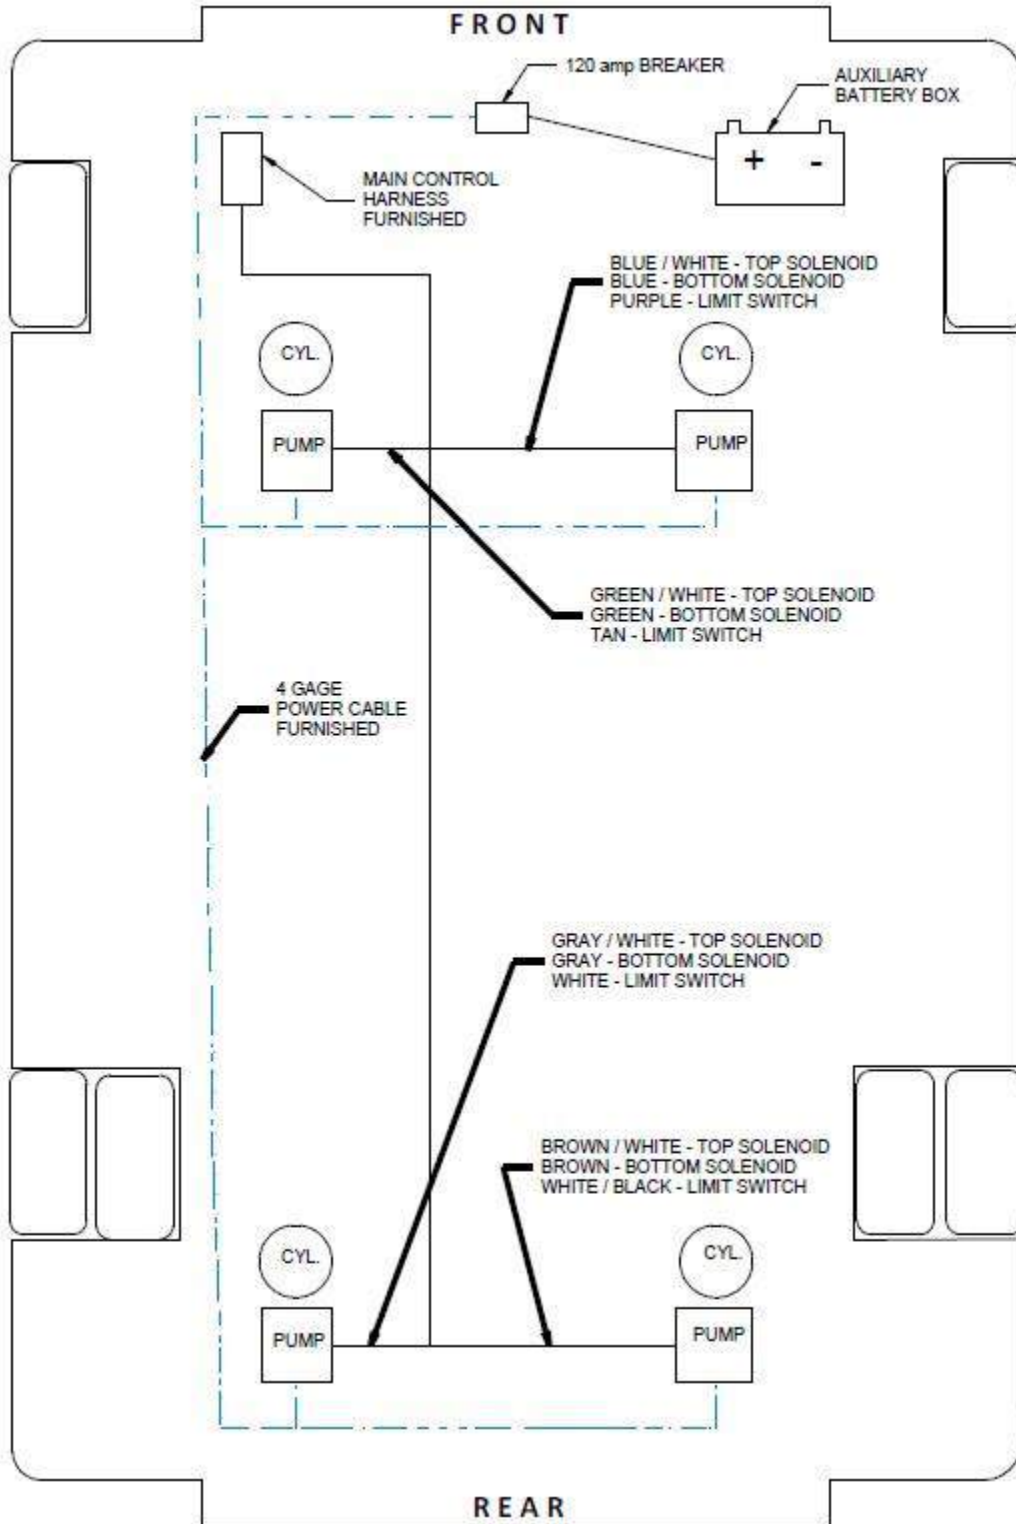 FRONT
120 amp BREAKER
AUXILIARY
BATTERY BOX
+ -
MAIN CONTROL
HARNESS
FURNISHED
BLUE / WHITE - TOP SOLENOID
BLUE - BOTTOM SOLENOID
PURPLE - LIMIT SWITCH
CYL.
CYL.
PUMP
PUMP
GREEN / WHITE - TOP SOLENOID
GREEN - BOTTOM SOLENOID
TAN - LIMIT SWITCH
4 GAGE
POWER CABLE
FURNISHED
GRAY / WHITE - TOP SOLENOID
GRAY - BOTTOM SOLENOID
WHITE - LIMIT SWITCH
BROWN / WHITE - TOP SOLENOID
BROWN - BOTTOM SOLENOID
WHITE / BLACK - LIMIT SWITCH
CYL.
CYL.
PUMP
PUMP
REAR